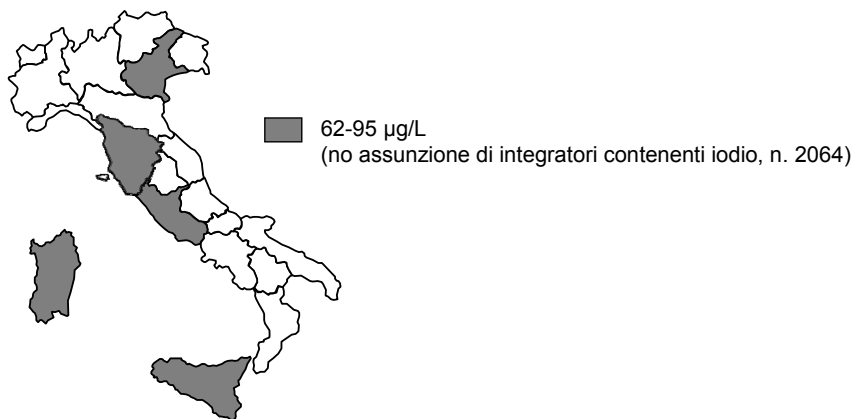 62-95 µg/L
(no assunzione di integratori contenenti iodio, n. 2064)